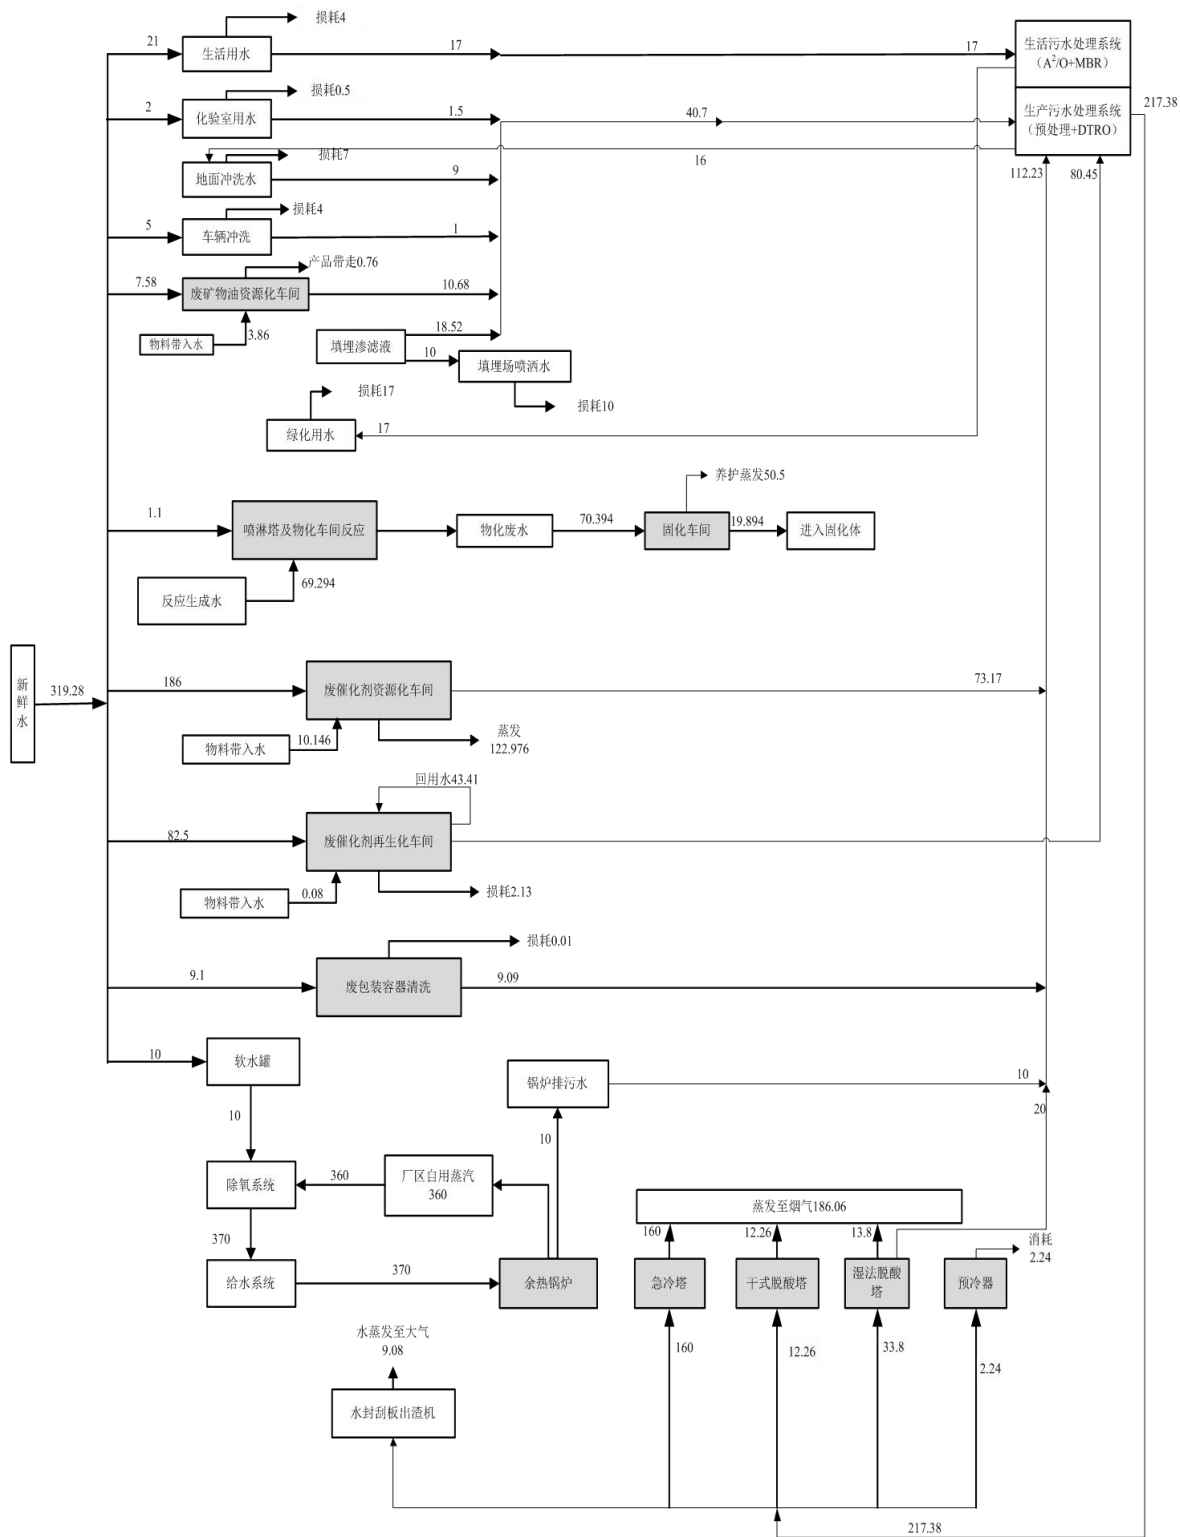 损耗4
21
生活用水
17
17
生活污水处理系统
（A²/O+MBR）
217.38
损耗0.5
2
化验室用水
1.5
40.7
生产污水处理系统
（预处理+DTRO）
损耗7
16
地面冲洗水
9
112.23
80.45
损耗4
5
车辆冲洗
1
产品带走0.76
7.58
废矿物油资源化车间
10.68
物料带入水
3.86
填埋渗滤液
18.52
10
填埋场喷洒水
损耗10
损耗17
绿化用水
17
养护蒸发50.5
1.1
喷淋塔及物化车间反应
物化废水
70.394
固化车间
19.894
进入固化体
反应生成水
69.294
新
鲜
水
319.28
186
废催化剂资源化车间
73.17
物料带入水
10.146
蒸发
122.976
回用水43.41
82.5
废催化剂再生化车间
物料带入水
0.08
损耗2.13
损耗0.01
9.1
废包装容器清洗
9.09
10
软水罐
锅炉排污水
10
20
10
10
除氧系统
360
厂区自用蒸汽
360
蒸发至烟气186.06
160
12.26
13.8
消耗
2.24
370
给水系统
370
余热锅炉
急冷塔
干式脱酸塔
湿法脱酸
塔
预冷器
水蒸发至大气
9.08
160
12.26
33.8
2.24
水封刮板出渣机
217.38